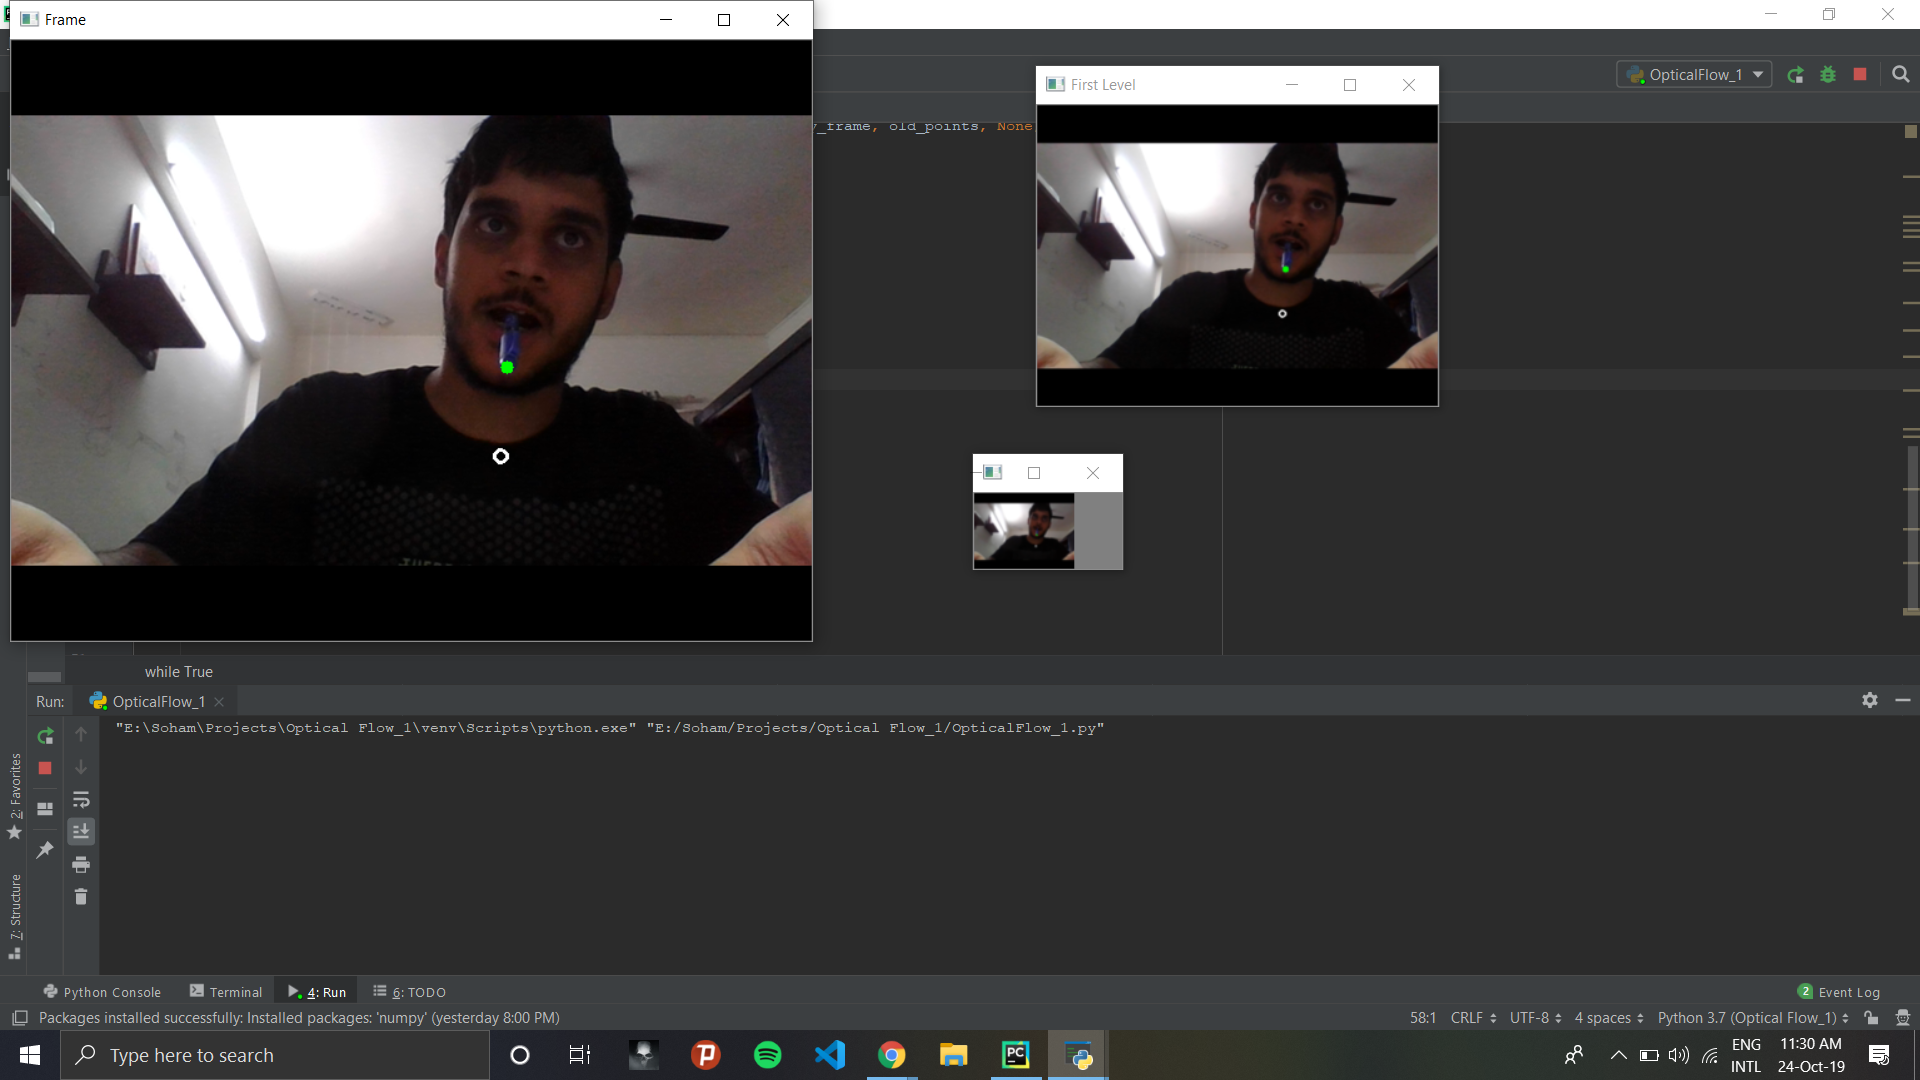 Frame
First Level
OpticalFlow_1
_frame, old_points, None
while True
Run:
OpticalFlow_1
"E:\Soham\Projects\Optical Flow_1\venv\Scripts\python.exe" "E:/Soham/Projects/Optical Flow_1/OpticalFlow_1.py"
2: Favorites
7: Structure
Python Console
Terminal
4: Run
6: TODO
2 Event Log
Packages installed successfully: Installed packages: 'numpy' (yesterday 8:00 PM)
58:1
CRLF
UTF-8
4 spaces
Python 3.7 (Optical Flow_1)
Type here to search
PC
ENG
INTL
11:30 AM
24-Oct-19